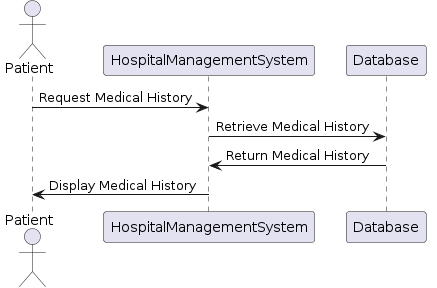 Patient
HospitalManagementSystem
Database
Request Medical History
Retrieve Medical History
Return Medical History
Display Medical History
Patient
HospitalManagementSystem
Database